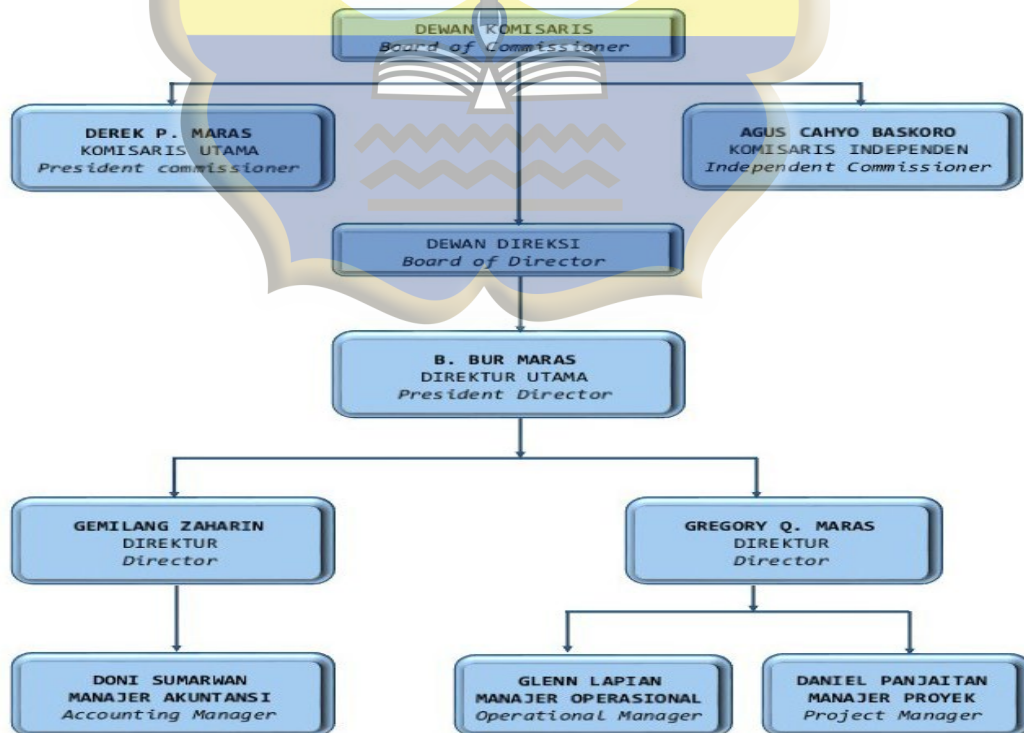 DEWAN KOMISARIS
Board of Commissioner
DEREK P. MARAS
KOMISARIS UTAMA
President commissioner
AGUS CAHYO BASKORO
KOMISARIS INDEPENDEN
Independent Commissioner
DEWAN DIREKSI
Board of Director
B. BUR MARAS
DIREKTUR UTAMA
President Director
GEMILANG ZAHARIN
DIREKTUR
Director
GREGORY Q. MARAS
DIREKTUR
Director
DONI SUMARWAN
MANAJER AKUNTANSI
Accounting Manager
GLENN LAPIAN
MANAJER OPERASIONAL
Operational Manager
DANIEL PANJAITAN
MANAJER PROYEK
Project Manager